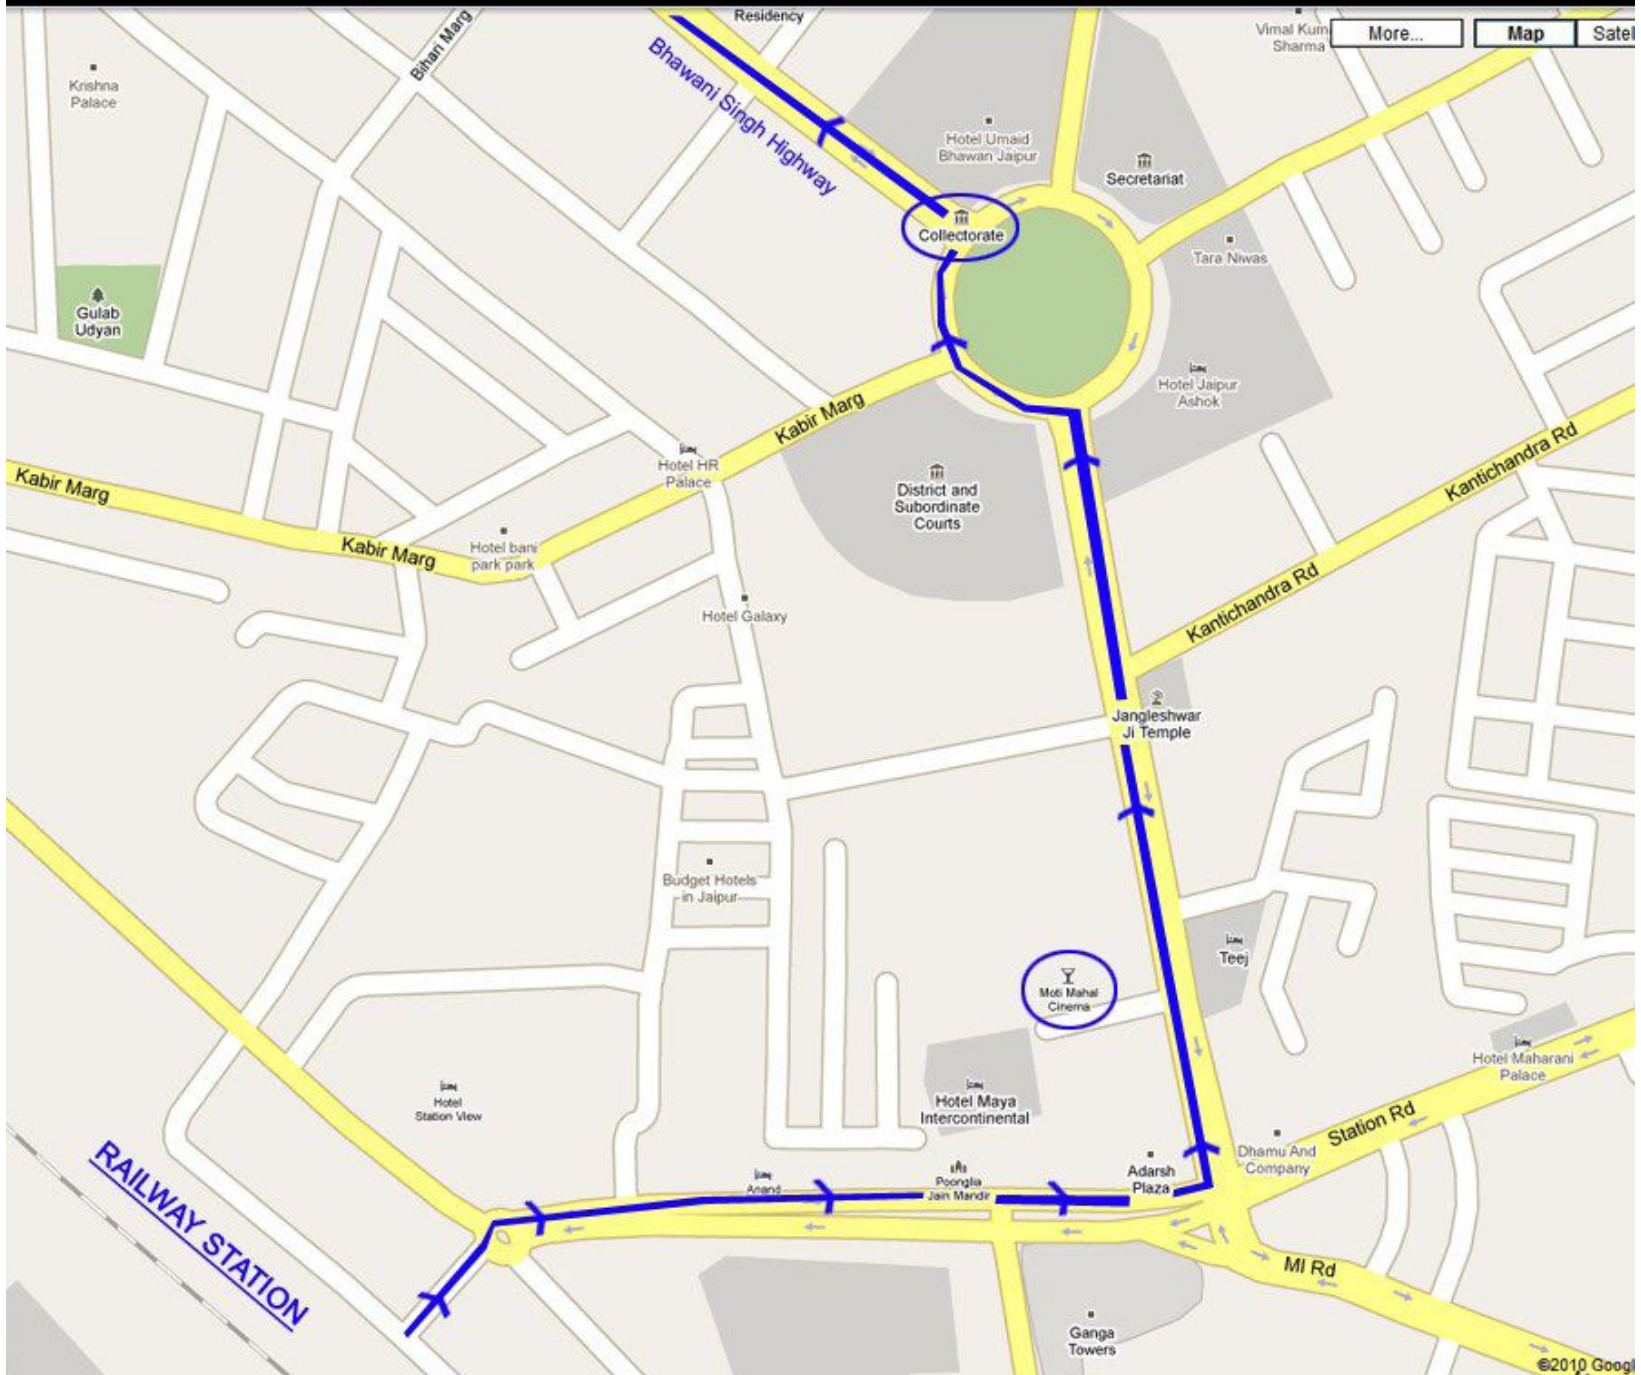 Residency
Bihari Marg
Vimal Kum
Sharma
More...
Map
Satel
Krishna
Palace
Bhawani Singh Highway
Hotel Umaid
Bhawan Jaipur
Secretariat
Collectorate
Tara Niwas
Gulab
Udyan
Hotel Jaipur
Ashok
Kabir Marg
Kantichandra Rd
Hotel HR
Palace
Kabir Marg
District and
Subordinate
Courts
Kabir Marg
Hotel bani
park park
Kantichandra Rd
Hotel Galaxy
Jangleshwar
Ji Temple
Budget Hotels
in Jaipur
Teej
Moti Mahal
Cinema
Hotel Maharani
Palace
Hotel
Station View
Hotel Maya
Intercontinental
Station Rd
Dhamu And
Company
RAILWAY STATION
Anand
Poonglia
Jain Mandir
Adarsh
Plaza
MI Rd
Ganga
Towers
©2010 Googl